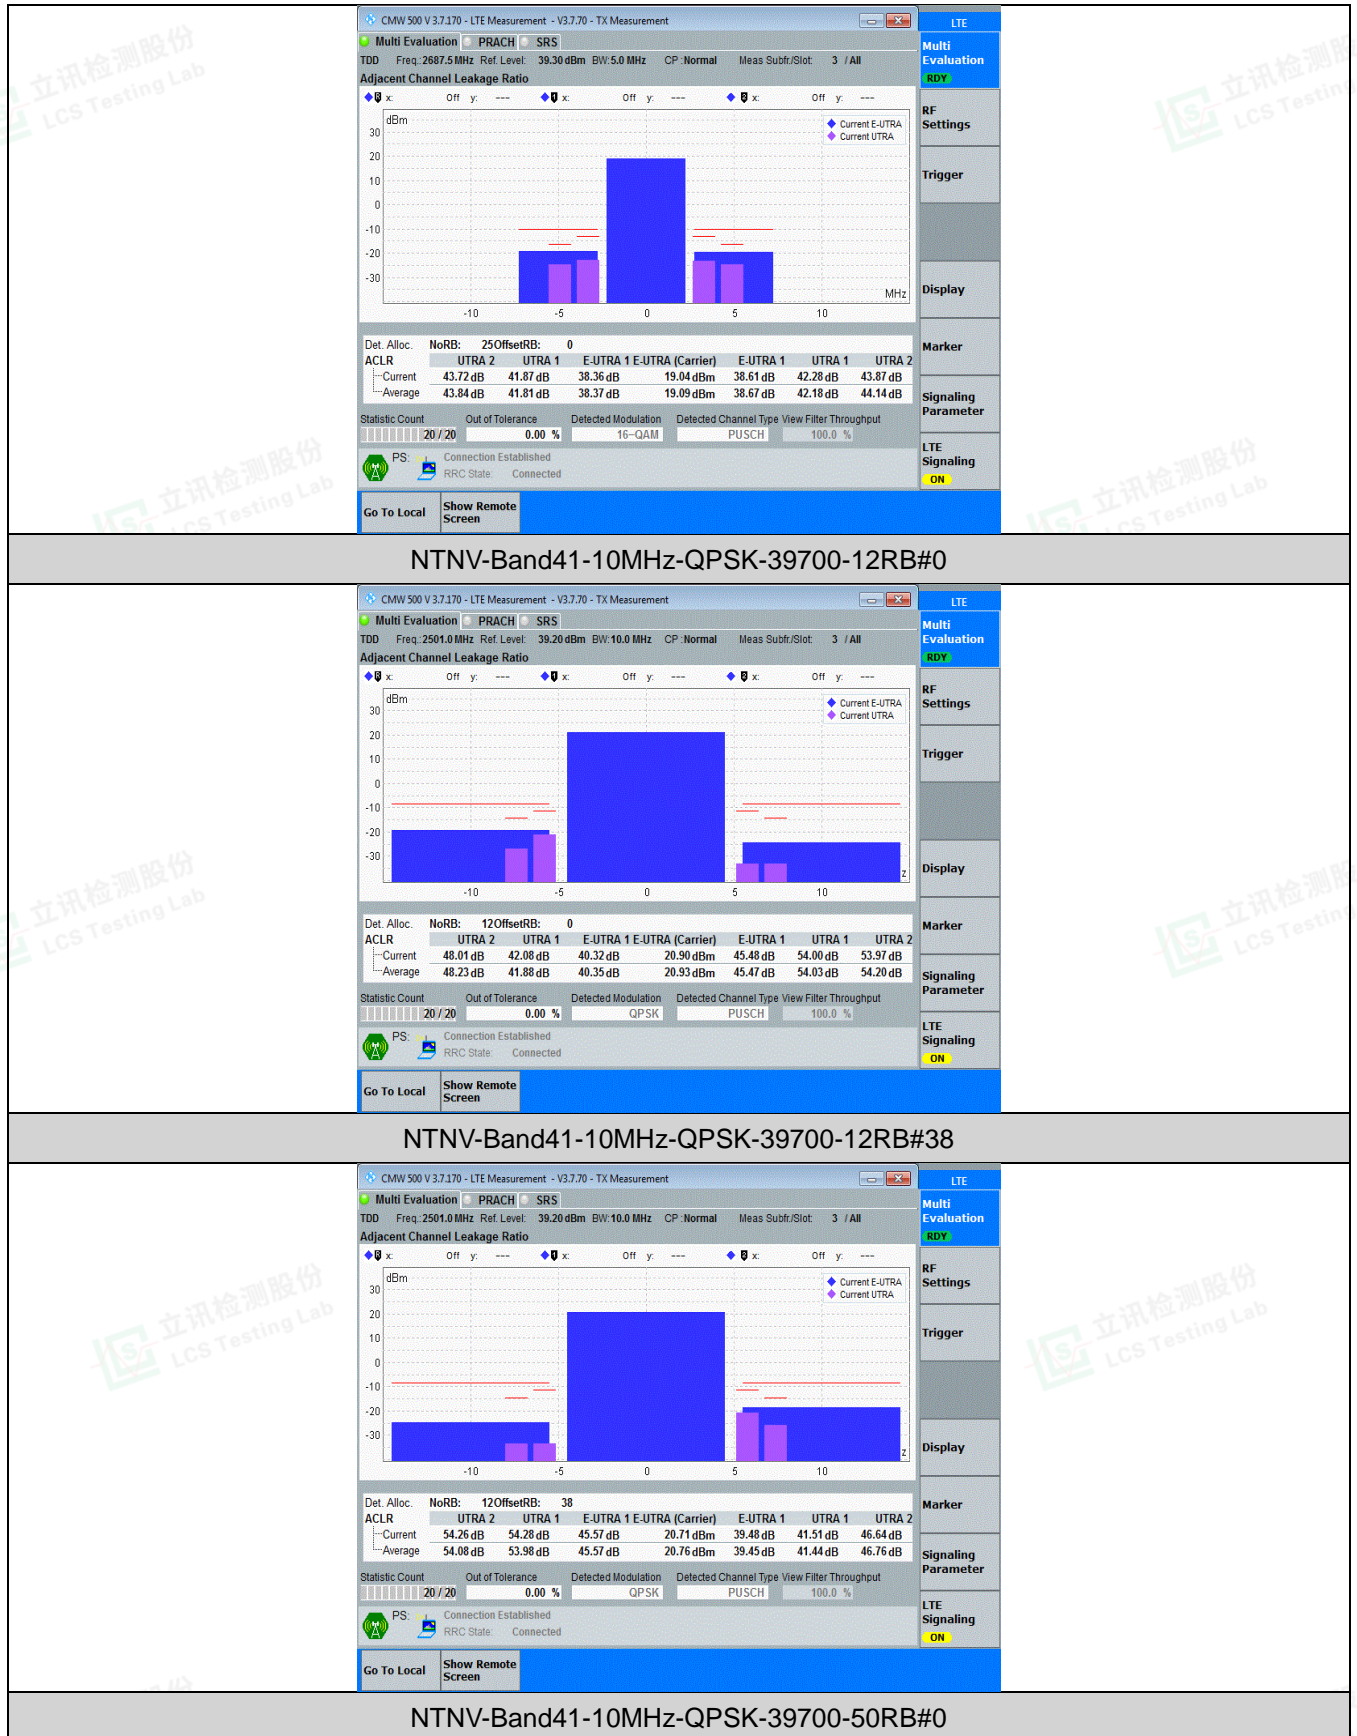 CMW 500 V 3.7.170 - LTE Measurement - V3.7.70 - TX Measurement
LTE
Multi Evaluation PRACH SRS
Multi Evaluation
RDY
TDD Freq.: 2687.5 MHz Ref. Level: 39.30 dBm BW: 5.0 MHz CP : Normal Meas Subfr./Slot: 3 / All
Adjacent Channel Leakage Ratio
x: Off y: --- x: Off y: --- x: Off y: ---
RF Settings
dBm
Current E-UTRA
Current UTRA
30
20
10
0
-10
-20
-30
MHz
-10 -5 0 5 10
Trigger
Display
Marker
Det. Alloc. NoRB: 25 OffsetRB: 0
ACLR UTRA 2 UTRA 1 E-UTRA 1 E-UTRA (Carrier) E-UTRA 1 UTRA 1 UTRA 2
Current 43.72 dB 41.87 dB 38.36 dB 19.04 dBm 38.61 dB 42.28 dB 43.87 dB
Average 43.84 dB 41.81 dB 38.37 dB 19.09 dBm 38.67 dB 42.18 dB 44.14 dB
Signaling Parameter
Statistic Count Out of Tolerance Detected Modulation Detected Channel Type View Filter Throughput
20 / 20 0.00 % 16-QAM PUSCH 100.0 %
LTE Signaling
ON
PS: Connection Established
RRC State: Connected
Go To Local Show Remote Screen
NTNV-Band41-10MHz-QPSK-39700-12RB#0
CMW 500 V 3.7.170 - LTE Measurement - V3.7.70 - TX Measurement
LTE
Multi Evaluation PRACH SRS
Multi Evaluation
RDY
TDD Freq.: 2501.0 MHz Ref. Level: 39.20 dBm BW: 10.0 MHz CP : Normal Meas Subfr./Slot: 3 / All
Adjacent Channel Leakage Ratio
x: Off y: --- x: Off y: --- x: Off y: ---
RF Settings
dBm
Current E-UTRA
Current UTRA
30
20
10
0
-10
-20
-30
z
-10 -5 0 5 10
Trigger
Display
Marker
Det. Alloc. NoRB: 12 OffsetRB: 0
ACLR UTRA 2 UTRA 1 E-UTRA 1 E-UTRA (Carrier) E-UTRA 1 UTRA 1 UTRA 2
Current 48.01 dB 42.08 dB 40.32 dB 20.90 dBm 45.48 dB 54.00 dB 53.97 dB
Average 48.23 dB 41.88 dB 40.35 dB 20.93 dBm 45.47 dB 54.03 dB 54.20 dB
Signaling Parameter
Statistic Count Out of Tolerance Detected Modulation Detected Channel Type View Filter Throughput
20 / 20 0.00 % QPSK PUSCH 100.0 %
LTE Signaling
ON
PS: Connection Established
RRC State: Connected
Go To Local Show Remote Screen
NTNV-Band41-10MHz-QPSK-39700-12RB#38
CMW 500 V 3.7.170 - LTE Measurement - V3.7.70 - TX Measurement
LTE
Multi Evaluation PRACH SRS
Multi Evaluation
RDY
TDD Freq.: 2501.0 MHz Ref. Level: 39.20 dBm BW: 10.0 MHz CP : Normal Meas Subfr./Slot: 3 / All
Adjacent Channel Leakage Ratio
x: Off y: --- x: Off y: --- x: Off y: ---
RF Settings
dBm
Current E-UTRA
Current UTRA
30
20
10
0
-10
-20
-30
z
-10 -5 0 5 10
Trigger
Display
Marker
Det. Alloc. NoRB: 12 OffsetRB: 38
ACLR UTRA 2 UTRA 1 E-UTRA 1 E-UTRA (Carrier) E-UTRA 1 UTRA 1 UTRA 2
Current 54.26 dB 54.28 dB 45.57 dB 20.71 dBm 39.48 dB 41.51 dB 46.64 dB
Average 54.08 dB 53.98 dB 45.57 dB 20.76 dBm 39.45 dB 41.44 dB 46.76 dB
Signaling Parameter
Statistic Count Out of Tolerance Detected Modulation Detected Channel Type View Filter Throughput
20 / 20 0.00 % QPSK PUSCH 100.0 %
LTE Signaling
ON
PS: Connection Established
RRC State: Connected
Go To Local Show Remote Screen
NTNV-Band41-10MHz-QPSK-39700-50RB#0
立讯检测股份
LCS Testing Lab